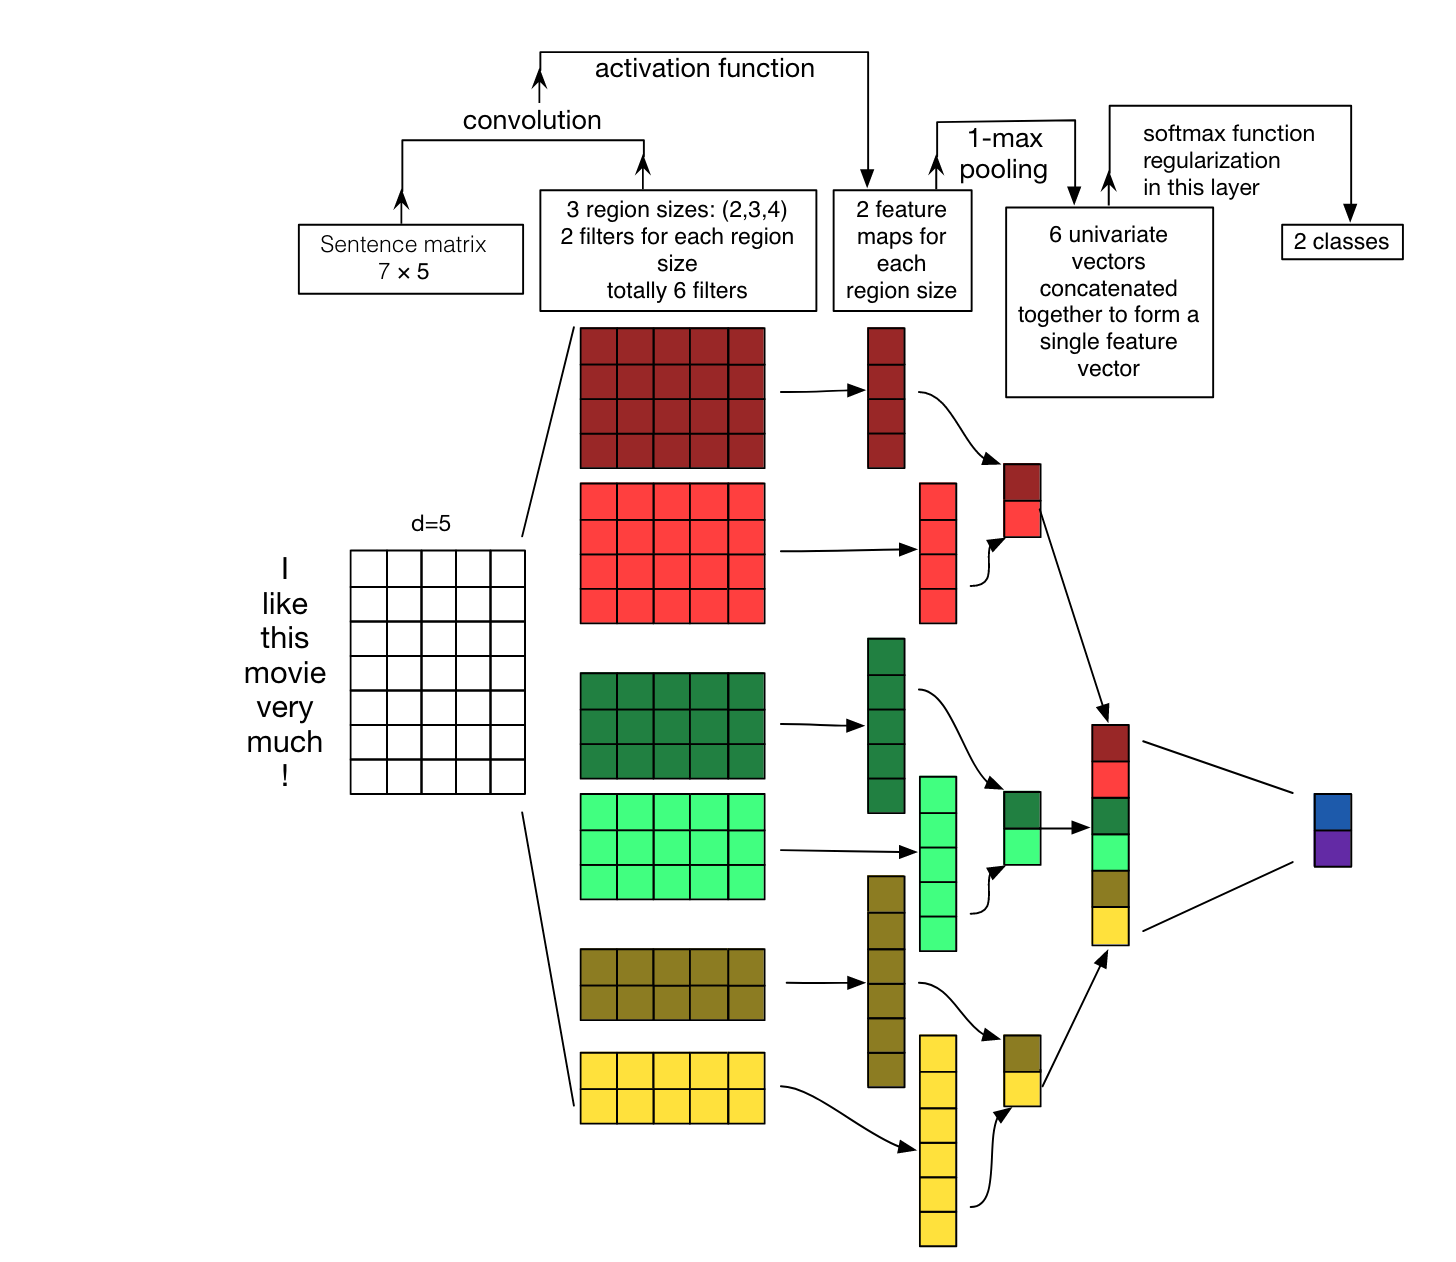 activation function
convolution
1-max
pooling
softmax function
regularization
in this layer
Sentence matrix
7 × 5
3 region sizes: (2,3,4)
2 filters for each region
size
totally 6 filters
2 feature
maps for
each
region size
6 univariate
vectors
concatenated
together to form a
single feature
vector
2 classes
d=5
I
like
this
movie
very
much
!